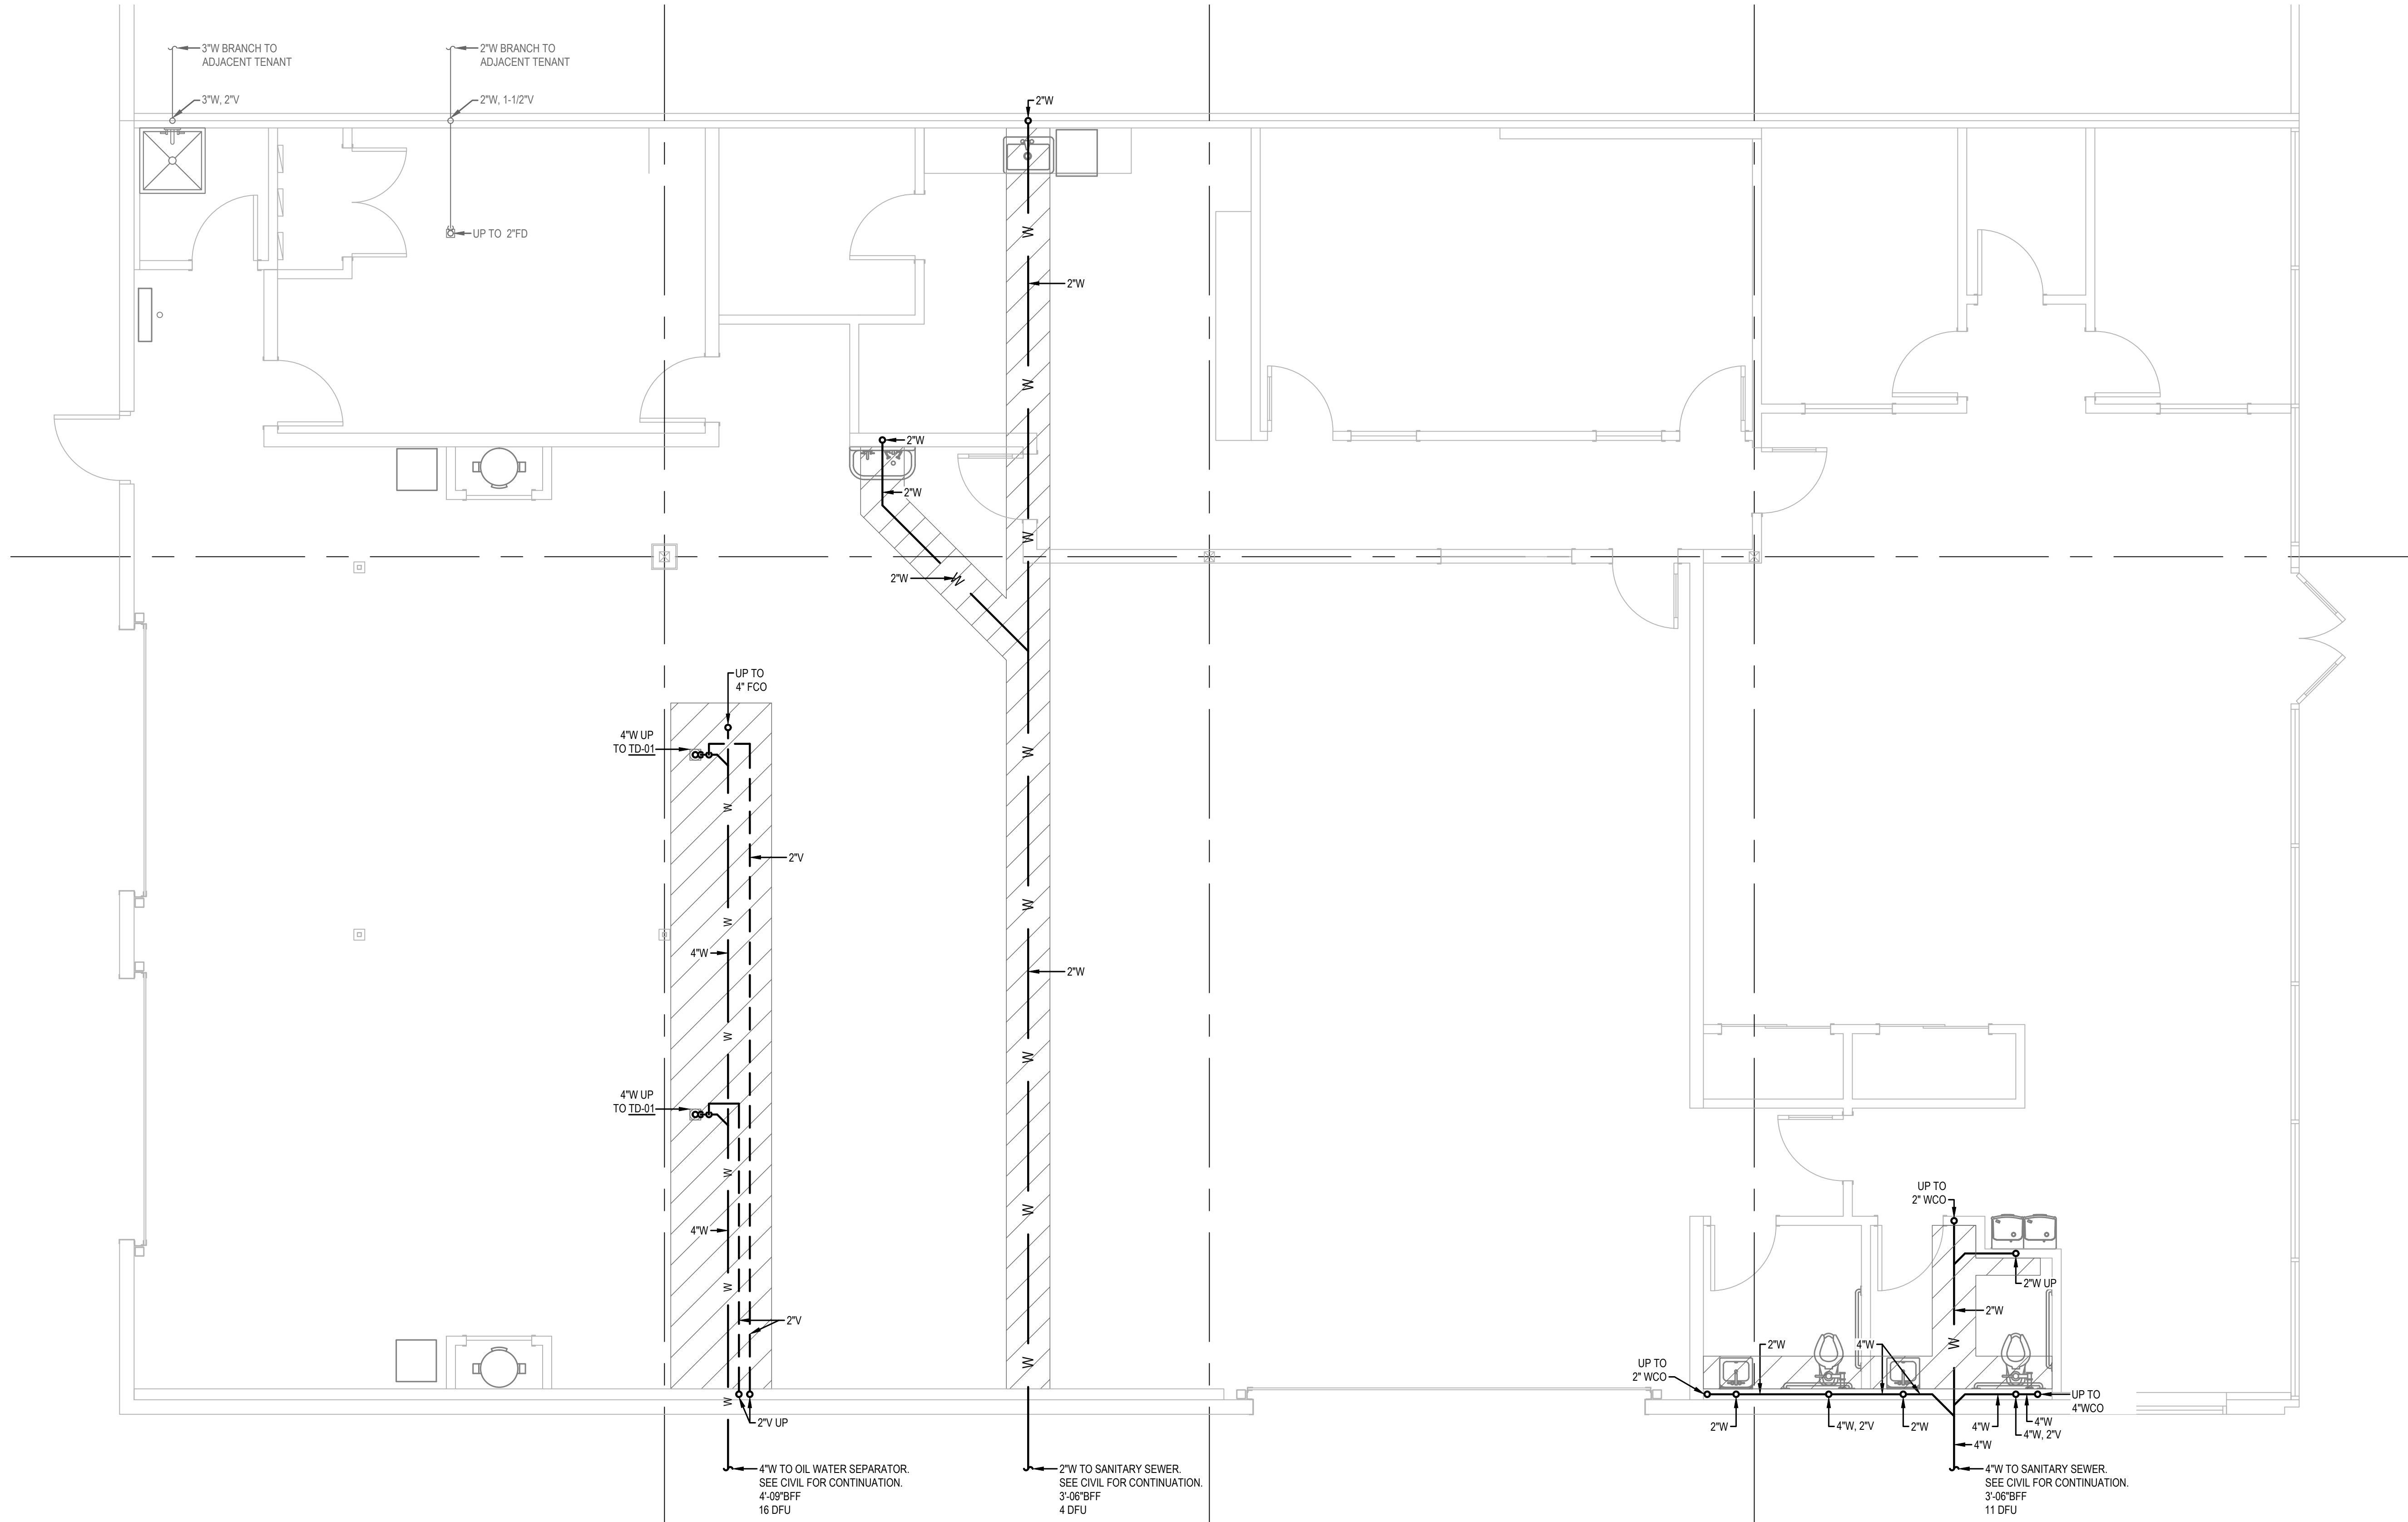 3"W BRANCH TO
ADJACENT TENANT
2"W BRANCH TO
ADJACENT TENANT
3"W, 2"V
2"W, 1-1/2"V
2"W
UP TO 2"FD
W
2"W
W
2"W
2"W
W
2"W
W
UP TO
4" FCO
4"W UP
TO TD-01
W
W
2"V
W
W
4"W
2"W
W
W
4"W UP
TO TD-01
W
W
4"W
W
2"V
W
W
2"V UP
4"W TO OIL WATER SEPARATOR.
SEE CIVIL FOR CONTINUATION.
4'-09"BFF
16 DFU
2"W TO SANITARY SEWER.
SEE CIVIL FOR CONTINUATION.
3'-06"BFF
4 DFU
UP TO
2" WCO
2"W UP
2"W
W
2"W
4"W
UP TO
2" WCO
UP TO
4"WCO
2"W
4"W, 2"V
2"W
4"W
4"W
4"W, 2"V
4"W
4"W TO SANITARY SEWER.
SEE CIVIL FOR CONTINUATION.
3'-06"BFF
11 DFU